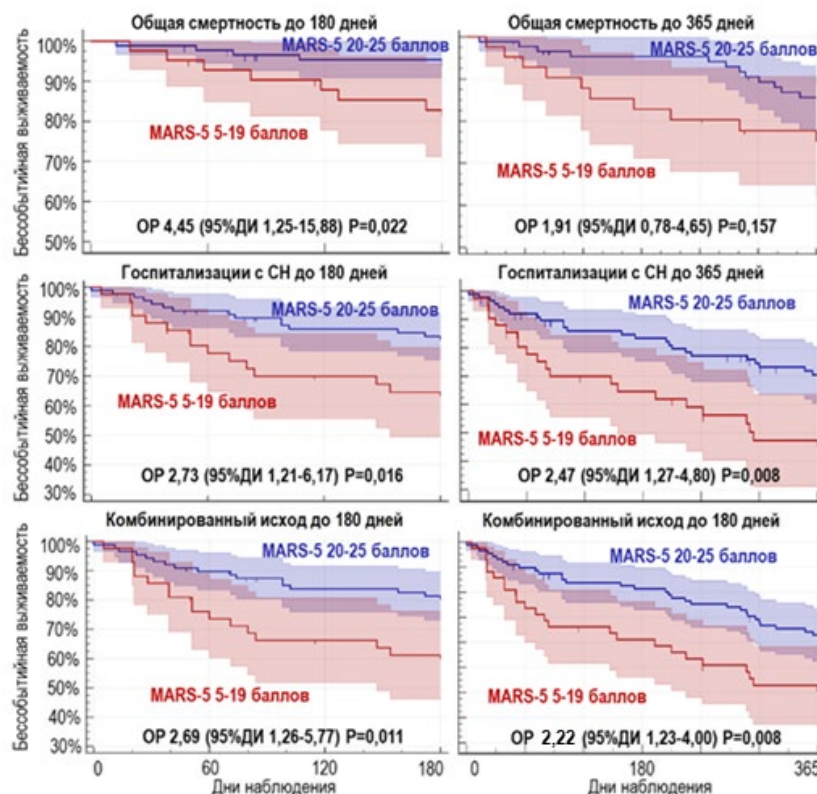 Общая смертность до 180 дней
Общая смертность до 365 дней
Бессобытийная выживаемость
100%
90%
80%
70%
60%
50%
MARS-5 20-25 баллов
MARS-5 5-19 баллов
ОР 4,45 (95%ДИ 1,25-15,88) Р=0,022
MARS-5 20-25 баллов
MARS-5 5-19 баллов
ОР 1,91 (95%ДИ 0,78-4,65) Р=0,157
Госпитализации с СН до 180 дней
Госпитализации с СН до 365 дней
Бессобытийная выживаемость
100%
90%
80%
70%
60%
50%
40%
30%
MARS-5 20-25 баллов
MARS-5 5-19 баллов
ОР 2,73 (95%ДИ 1,21-6,17) Р=0,016
MARS-5 20-25 баллов
MARS-5 5-19 баллов
ОР 2,47 (95%ДИ 1,27-4,80) Р=0,008
Комбинированный исход до 180 дней
Комбинированный исход до 180 дней
Бессобытийная выживаемость
100%
90%
80%
70%
60%
50%
40%
30%
MARS-5 20-25 баллов
MARS-5 5-19 баллов
ОР 2,69 (95%ДИ 1,26-5,77) Р=0,011
MARS-5 20-25 баллов
MARS-5 5-19 баллов
ОР 2,22 (95%ДИ 1,23-4,00) Р=0,008
0 60 120 180
0 180 365
Дни наблюдения
Дни наблюдения